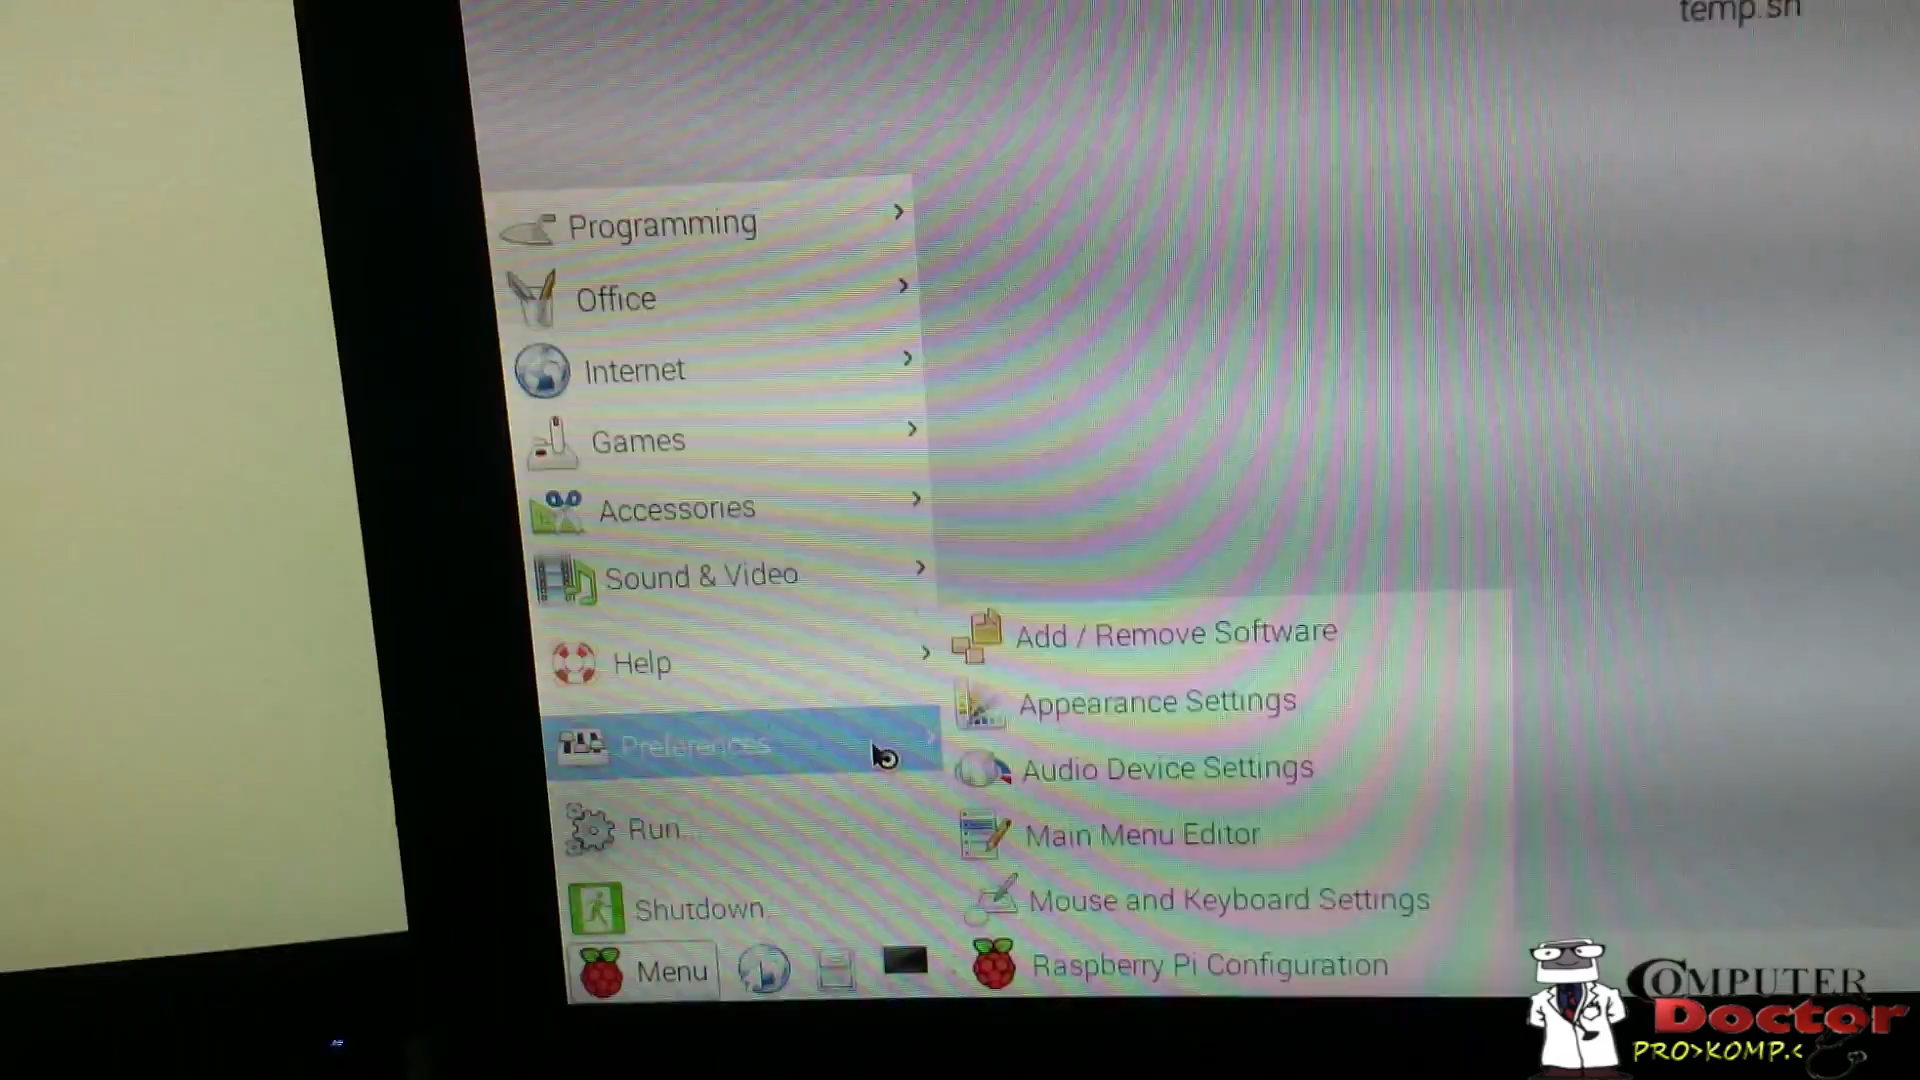 temp.sh
Programming
Office
Internet
Games
Accessories
Sound & Video
Help
Preferences
Run...
Shutdown
Menu
Add / Remove Software
Appearance Settings
Audio Device Settings
Main Menu Editor
Mouse and Keyboard Settings
Raspberry Pi Configuration
COMPUTER
Doctor
PRO>KOMP.<